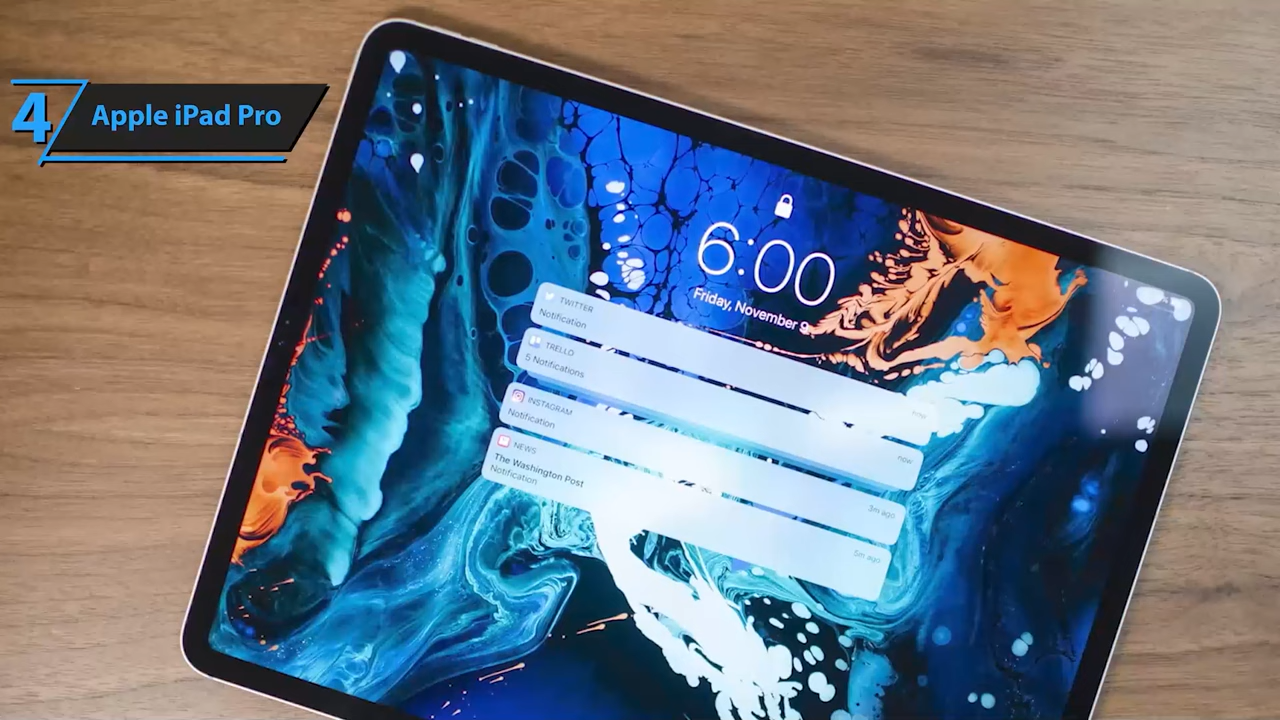 4
Apple iPad Pro
6:00
Friday, November 9
TWITTER
Notification
now
TRELLO
5 Notifications
now
INSTAGRAM
Notification
3m ago
NEWS
The Washington Post
Notification
5m ago